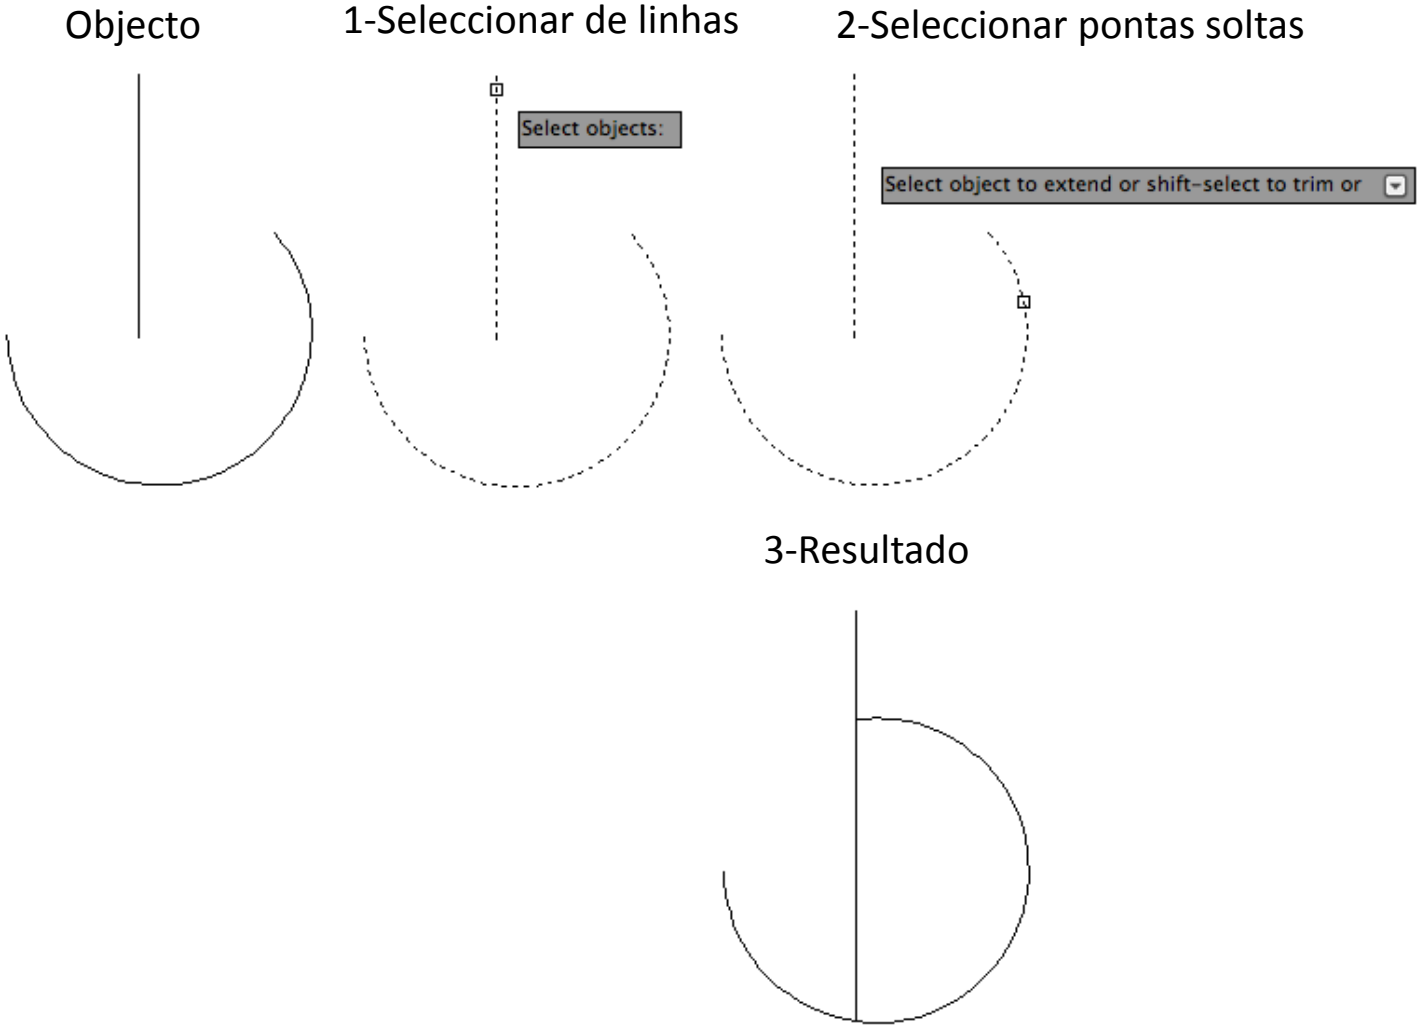 Objecto
1-Seleccionar de linhas
2-Seleccionar pontas soltas
Select objects:
Select object to extend or shift-select to trim or
3-Resultado